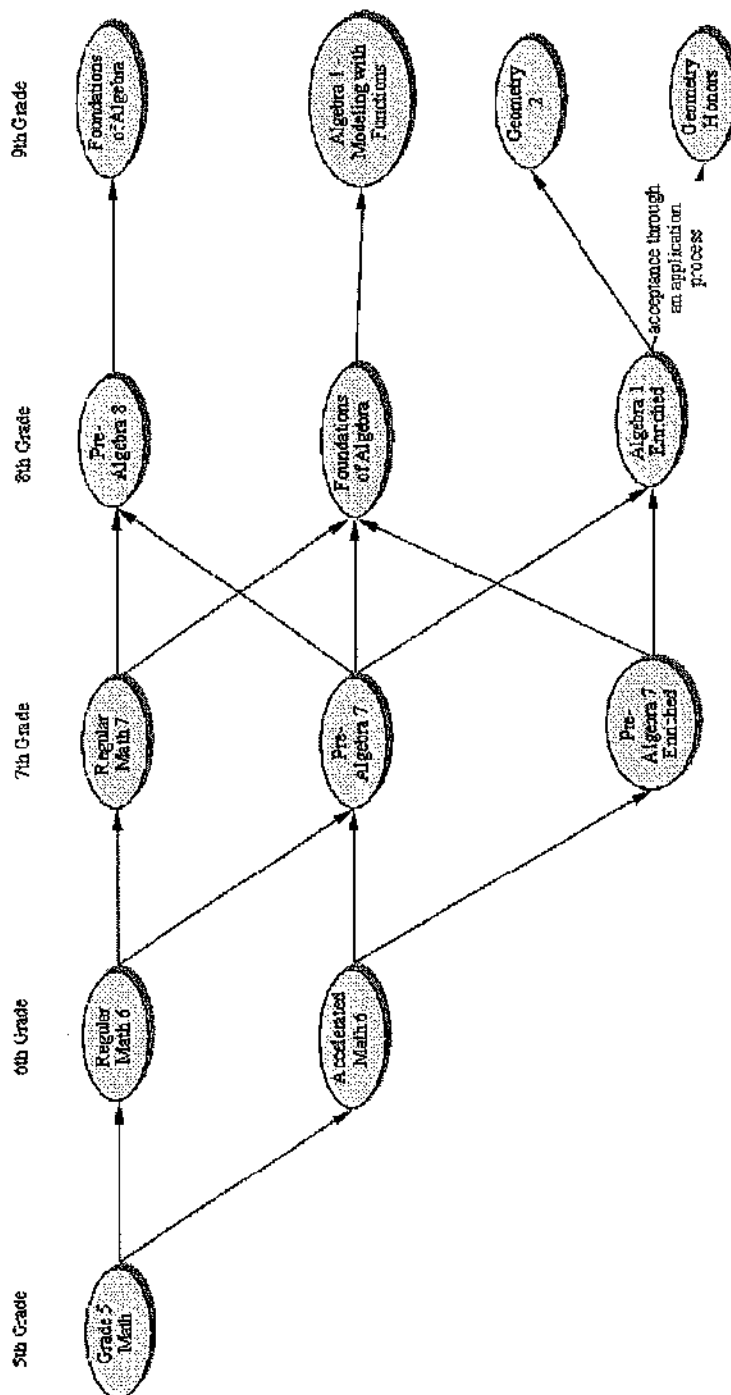 5th Grade
6th Grade
7th Grade
8th Grade
9th Grade
Grade 5
Math
Regular
Math 6
Regular
Math 7
Pre-
Algebra 8
Foundations
of Algebra
Accelerated
Math 6
Pre-
Algebra 7
Foundations
of Algebra
Algebra 1 -
Modeling with
Functions
Pre-
Algebra 7
Enriched
Algebra 1
Enriched
Geometry
2
acceptance through
an application
process
Geometry
Honors